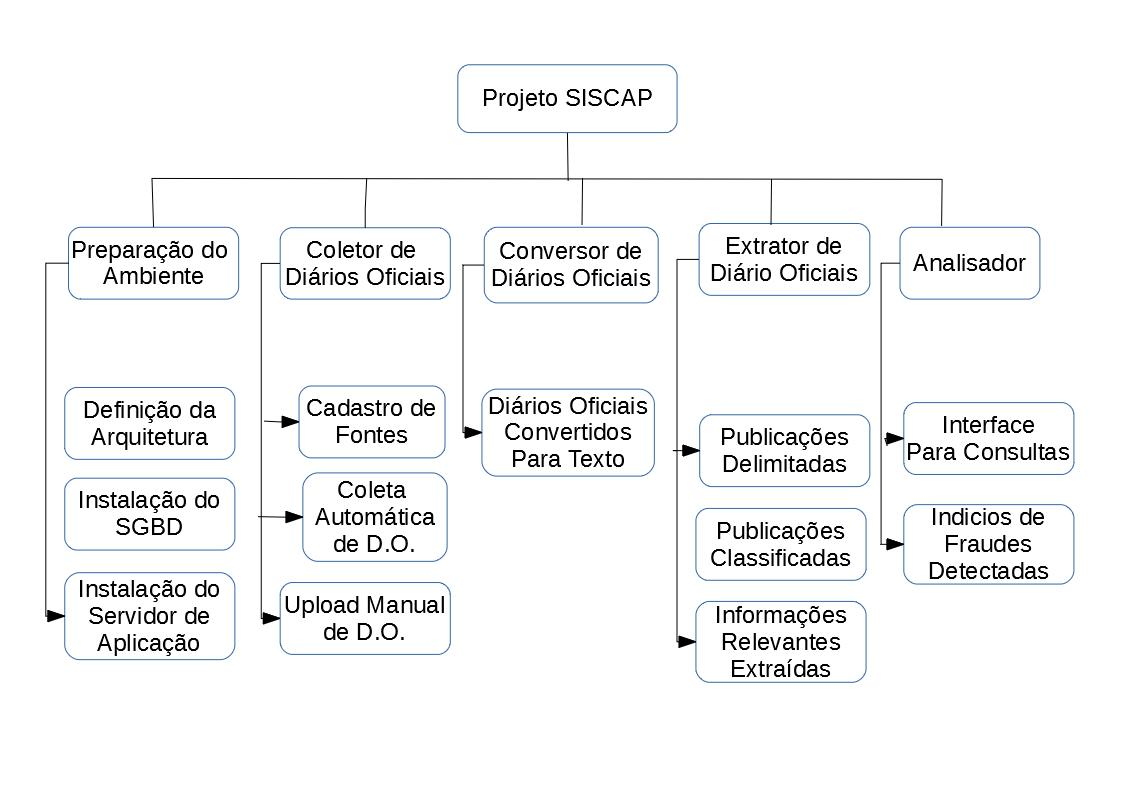 Projeto SISCAP
Preparação do
Ambiente
Coletor de
Diários Oficiais
Conversor de
Diários Oficiais
Extrator de
Diário Oficiais
Analisador
Definição da
Arquitetura
Instalação do
SGBD
Instalação do
Servidor de
Aplicação
Cadastro de
Fontes
Coleta
Automática
de D.O.
Upload Manual
de D.O.
Diários Oficiais
Convertidos
Para Texto
Publicações
Delimitadas
Publicações
Classificadas
Informações
Relevantes
Extraídas
Interface
Para Consultas
Indicios de
Fraudes
Detectadas